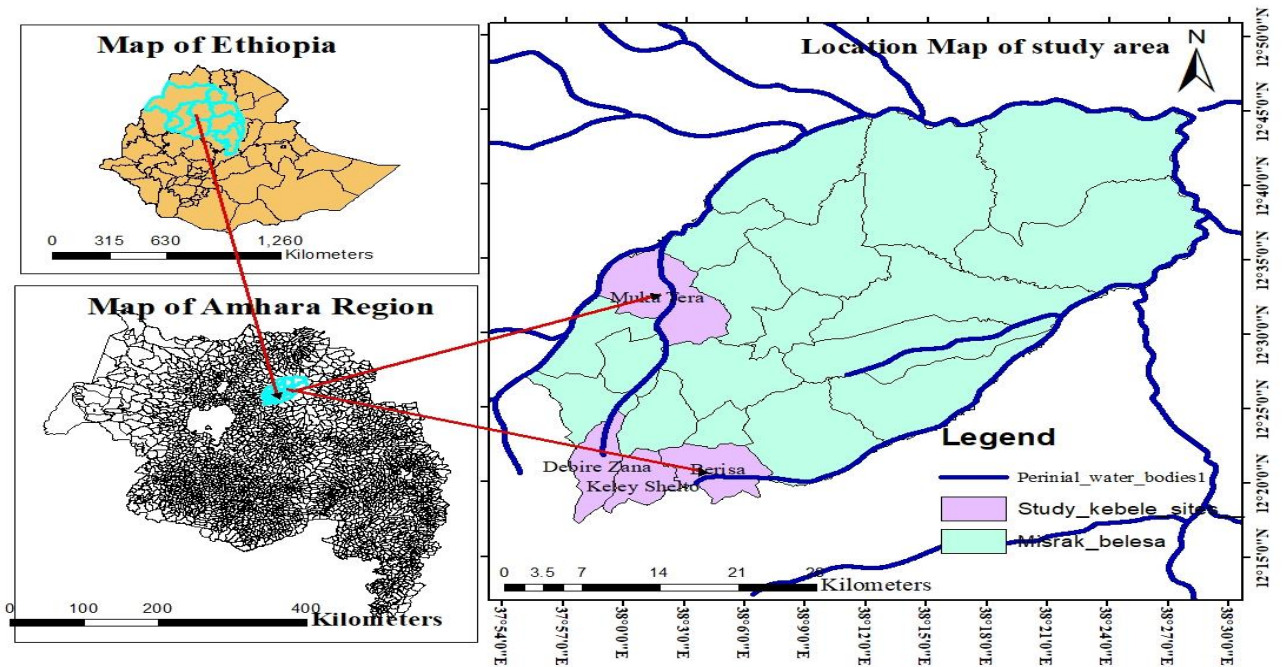 Map of Ethiopia
0 315 630 1,260
Kilometers
Map of Amhara Region
0 100 200 400
Kilometers
Location Map of study area
N
Muka Tera
Debire Zana
Keley Shelto
Berisa
Legend
Perinial_water_bodies1
Study_kebele_sites
Misrak_belesa
0 3.5 7 14 21 28
Kilometers
12°50'0"N
12°45'0"N
12°40'0"N
12°35'0"N
12°30'0"N
12°25'0"N
12°20'0"N
12°15'0"N
37°54'0"E
37°57'0"E
38°0'0"E
38°3'0"E
38°6'0"E
38°9'0"E
38°12'0"E
38°15'0"E
38°18'0"E
38°21'0"E
38°24'0"E
38°27'0"E
38°30'0"E